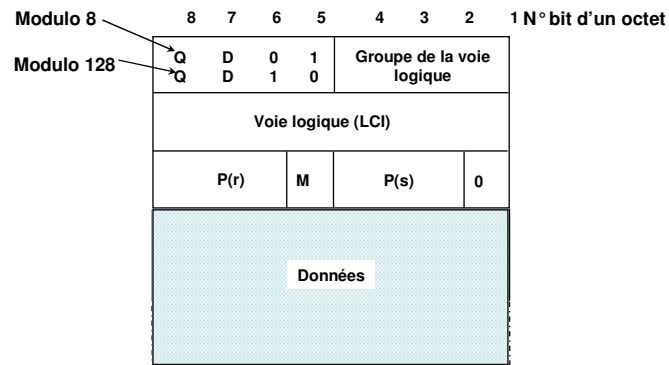 Modulo 8 8 7 6 5 4 3 2 1 N° bit d'un octet
Modulo 128
Q D 0 1
Q D 1 0
Groupe de la voie
logique
Voie logique (LCI)
P(r) M P(s) 0
Données